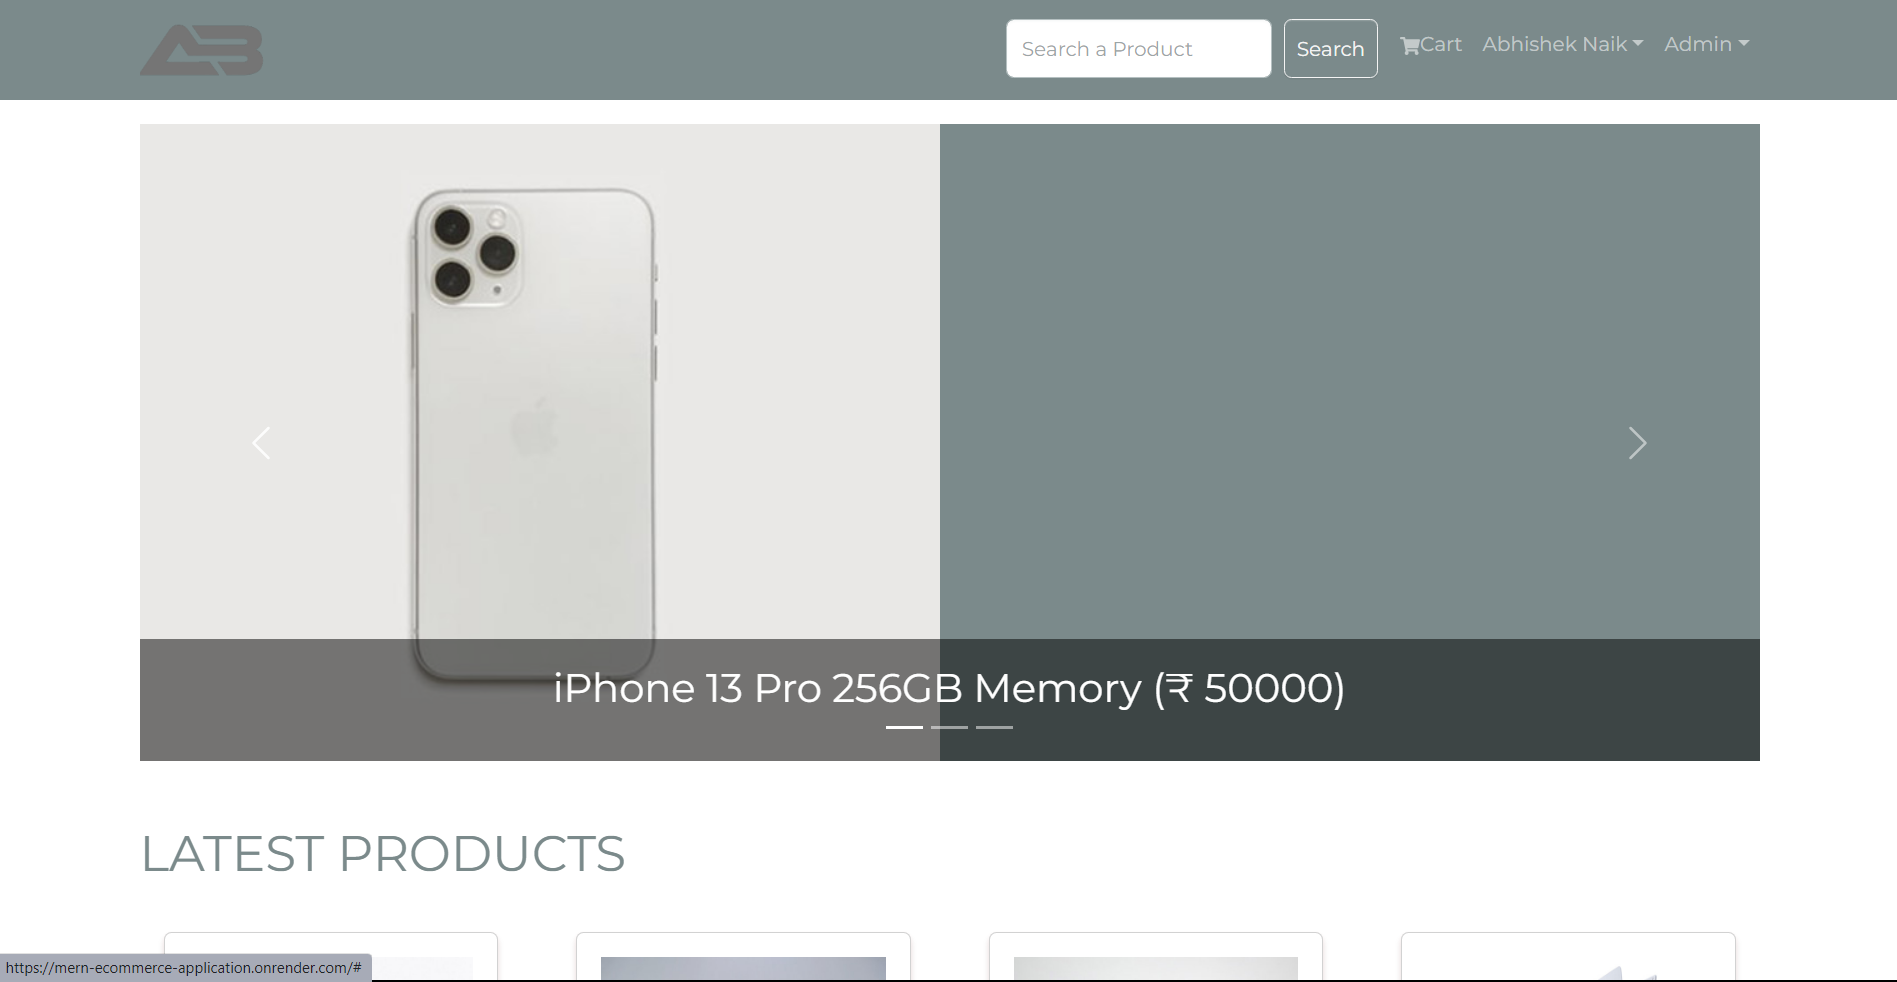 AB
Search a Product
Search
Cart
Abhishek Naik
Admin
iPhone 13 Pro 256GB Memory (₹ 50000)
LATEST PRODUCTS
https://mern-ecommerce-application.onrender.com/#